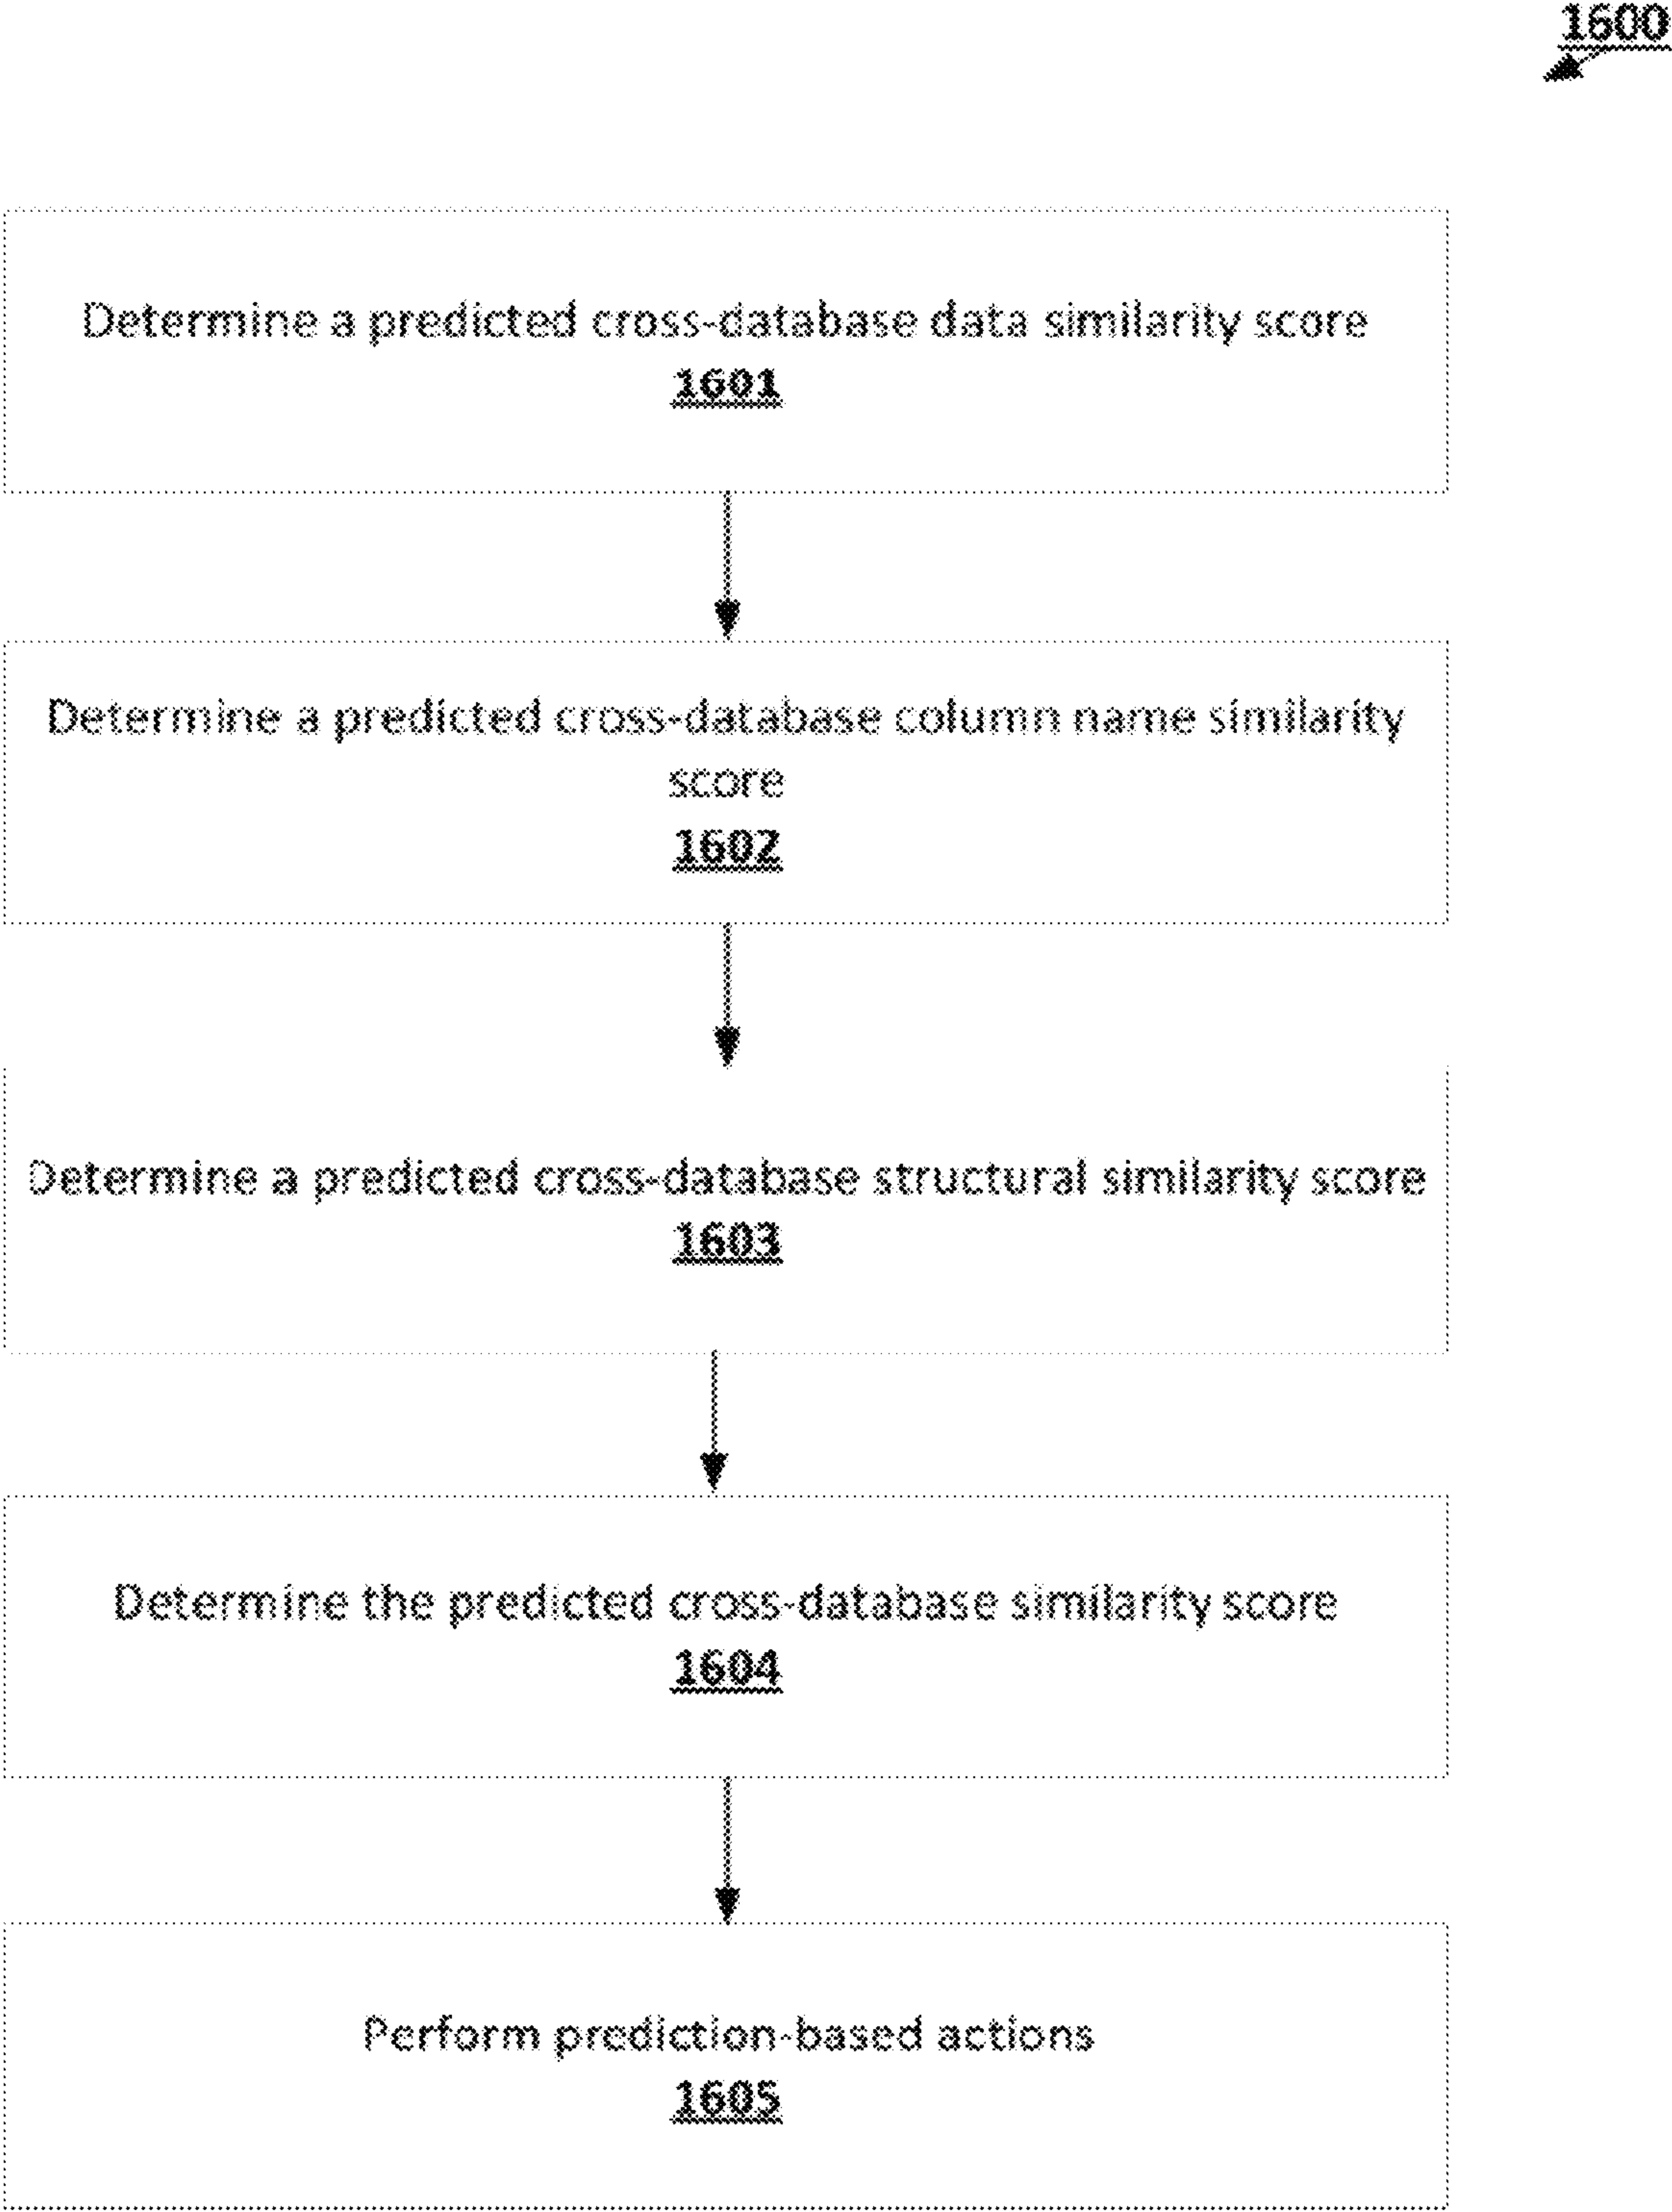 1600
Determine a predicted cross-database data similarity score
1601
Determine a predicted cross-database column name similarity
score
1602
Determine a predicted cross-database structural similarity score
1603
Determine the predicted cross-database similarity score
1604
Perform prediction-based actions
1605